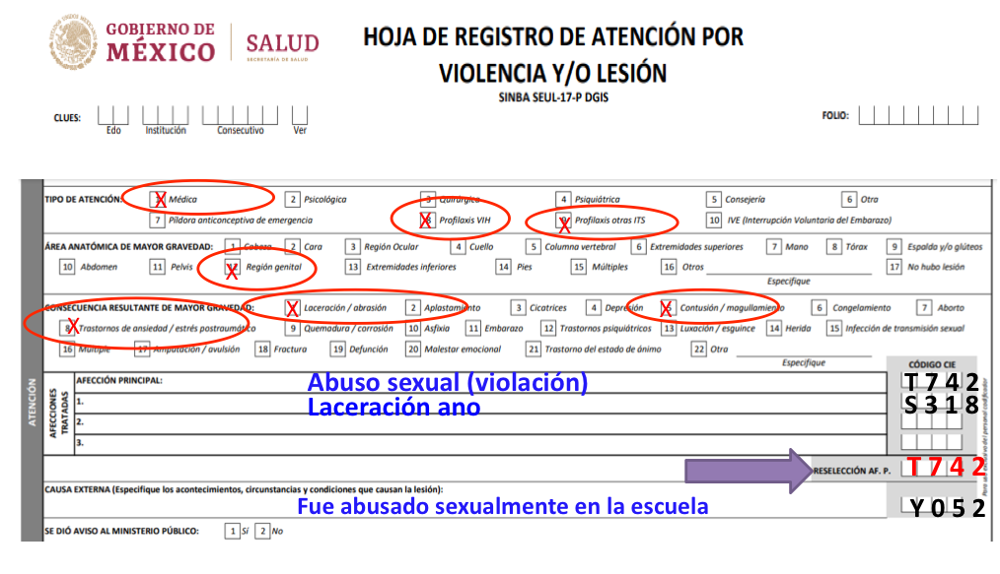 GOBIERNO DE
MÉXICO
SALUD
SECRETARÍA DE SALUD
HOJA DE REGISTRO DE ATENCIÓN POR
VIOLENCIA Y/O LESIÓN
SINBA SEUL-17-P DGIS
CLUES:
Edo Institución Consecutivo Ver
FOLIO:
TIPO DE ATENCIÓN: X Médica 2 Psicológica 3 Quirúrgica 4 Psiquiátrica 5 Consejería 6 Otra
7 Píldora anticonceptiva de emergencia X Profilaxis VIH X Profilaxis otras ITS 10 IVE (Interrupción Voluntaria del Embarazo)
ÁREA ANATÓMICA DE MAYOR GRAVEDAD: 1 Cabeza 2 Cara 3 Región Ocular 4 Cuello 5 Columna vertebral 6 Extremidades superiores 7 Mano 8 Tórax 9 Espalda y/o glúteos
10 Abdomen 11 Pelvis X Región genital 13 Extremidades inferiores 14 Pies 15 Múltiples 16 Otros 17 No hubo lesión
Especifique
CONSECUENCIA RESULTANTE DE MAYOR GRAVEDAD: X Laceración / abrasión 2 Aplastamiento 3 Cicatrices 4 Depresión X Contusión / magullamiento 6 Congelamiento 7 Aborto
8 X Trastornos de ansiedad / estrés postraumático 9 Quemadura / corrosión 10 Asfixia 11 Embarazo 12 Trastornos psiquiátricos 13 Luxación / esguince 14 Herida 15 Infección de transmisión sexual
16 Múltiple 17 Amputación / avulsión 18 Fractura 19 Defunción 20 Malestar emocional 21 Trastorno del estado de ánimo 22 Otra
Especifique
CÓDIGO CIE
ATENCIÓN
AFECCIONES TRATADAS
AFECCIÓN PRINCIPAL: Abuso sexual (violación) T 7 4 2
1. Laceración ano S 3 1 8
2.
3.
Para uso exclusivo del personal codificador
RESELECCIÓN AF. P. T 7 4 2
CAUSA EXTERNA (Especifique los acontecimientos, circunstancias y condiciones que causan la lesión):
Fue abusado sexualmente en la escuela Y 0 5 2
SE DIÓ AVISO AL MINISTERIO PÚBLICO: 1 Sí 2 No